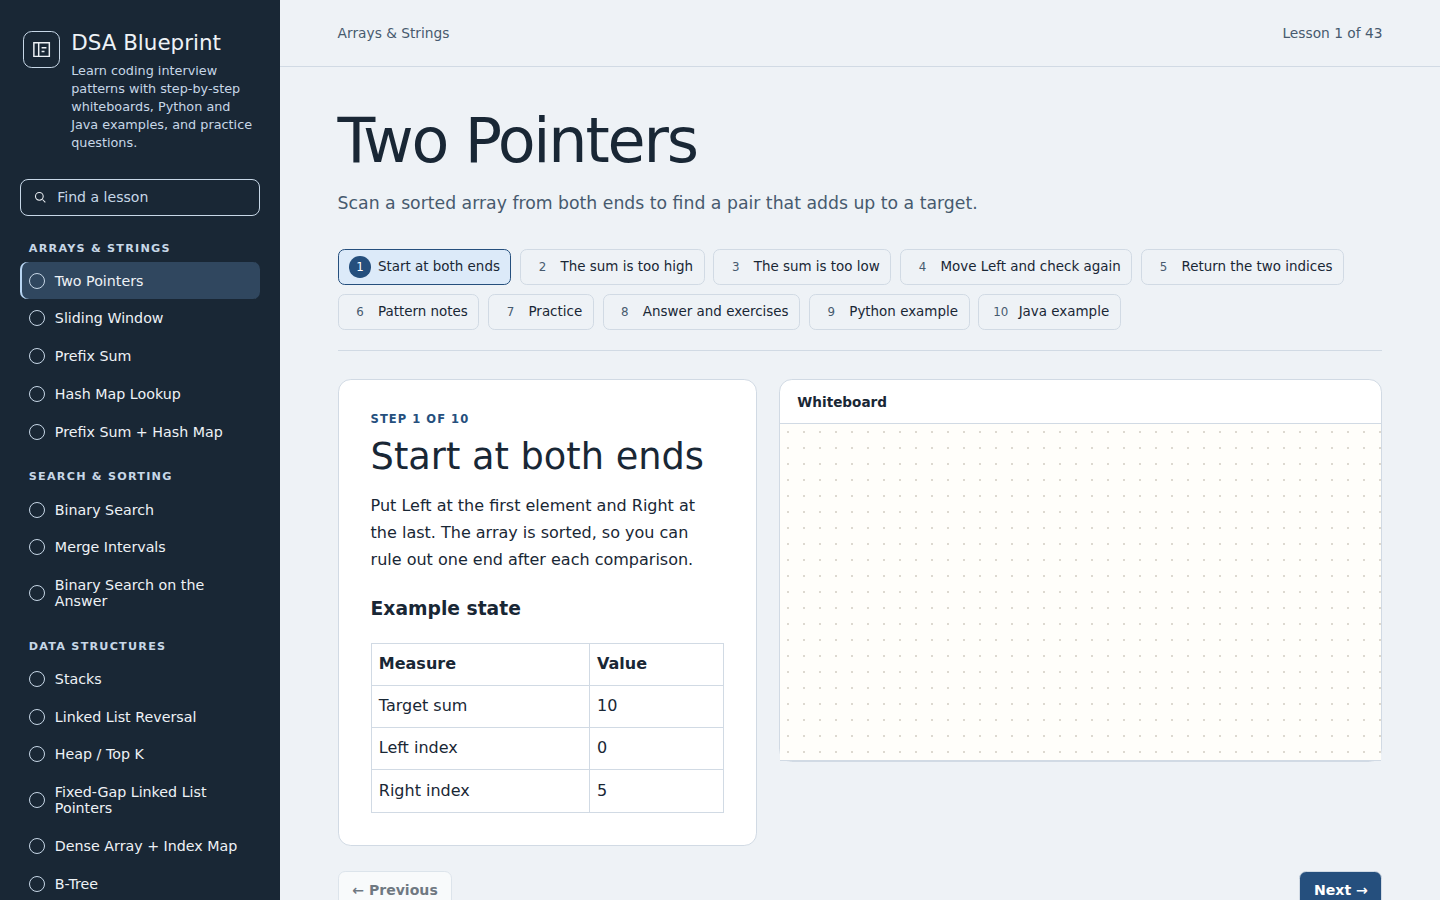 DSA Blueprint
Learn coding interview
patterns with step-by-step
whiteboards, Python and
Java examples, and practice
questions.
Find a lesson
ARRAYS & STRINGS
Two Pointers
Sliding Window
Prefix Sum
Hash Map Lookup
Prefix Sum + Hash Map
SEARCH & SORTING
Binary Search
Merge Intervals
Binary Search on the
Answer
DATA STRUCTURES
Stacks
Linked List Reversal
Heap / Top K
Fixed-Gap Linked List
Pointers
Dense Array + Index Map
B-Tree
Arrays & Strings
Lesson 1 of 43
Two Pointers
Scan a sorted array from both ends to find a pair that adds up to a target.
1 Start at both ends
2 The sum is too high
3 The sum is too low
4 Move Left and check again
5 Return the two indices
6 Pattern notes
7 Practice
8 Answer and exercises
9 Python example
10 Java example
STEP 1 OF 10
Start at both ends
Put Left at the first element and Right at
the last. The array is sorted, so you can
rule out one end after each comparison.
Example state
Measure Value
Target sum 10
Left index 0
Right index 5
Whiteboard
← Previous
Next →